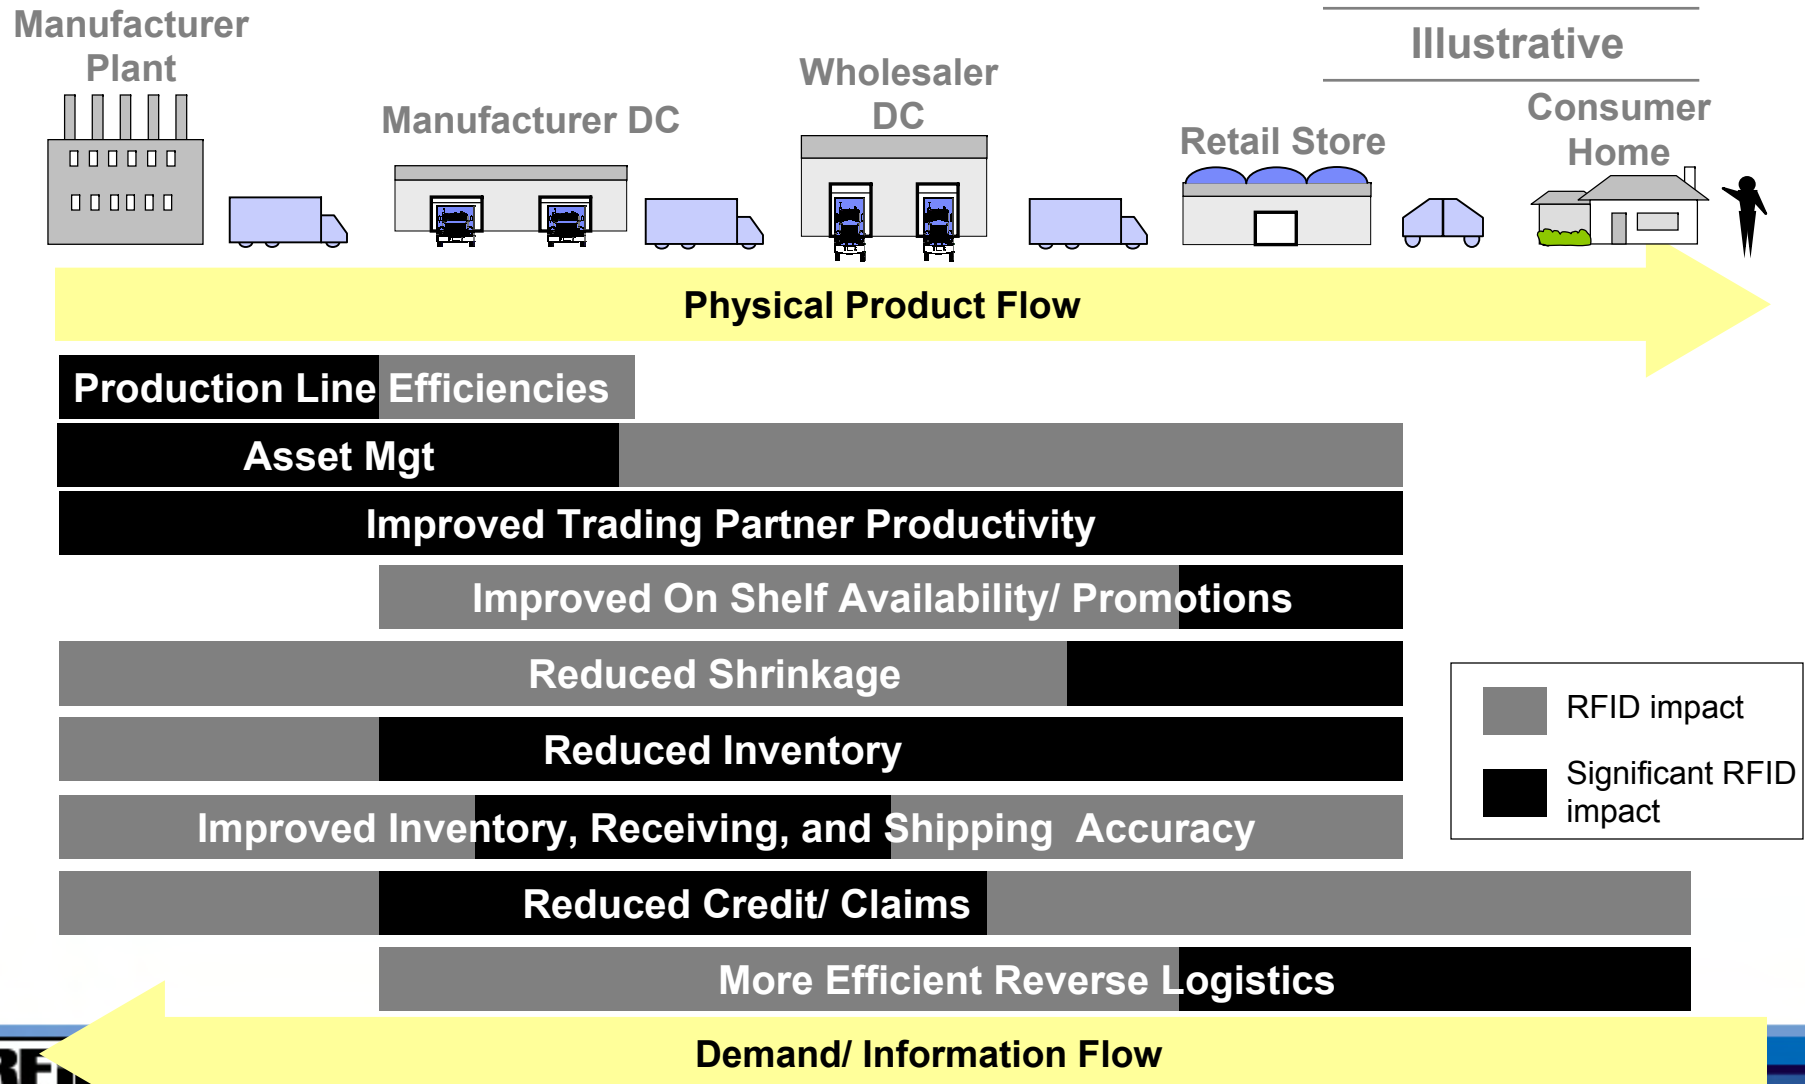 Manufacturer
Plant
Manufacturer DC
Wholesaler
DC
Retail Store
Illustrative
Consumer
Home
Physical Product Flow
Production Line Efficiencies
Asset Mgt
Improved Trading Partner Productivity
Improved On Shelf Availability/ Promotions
Reduced Shrinkage
Reduced Inventory
Improved Inventory, Receiving, and Shipping  Accuracy
Reduced Credit/ Claims
More Efficient Reverse Logistics
RFID impact
Significant RFID
impact
Demand/ Information Flow